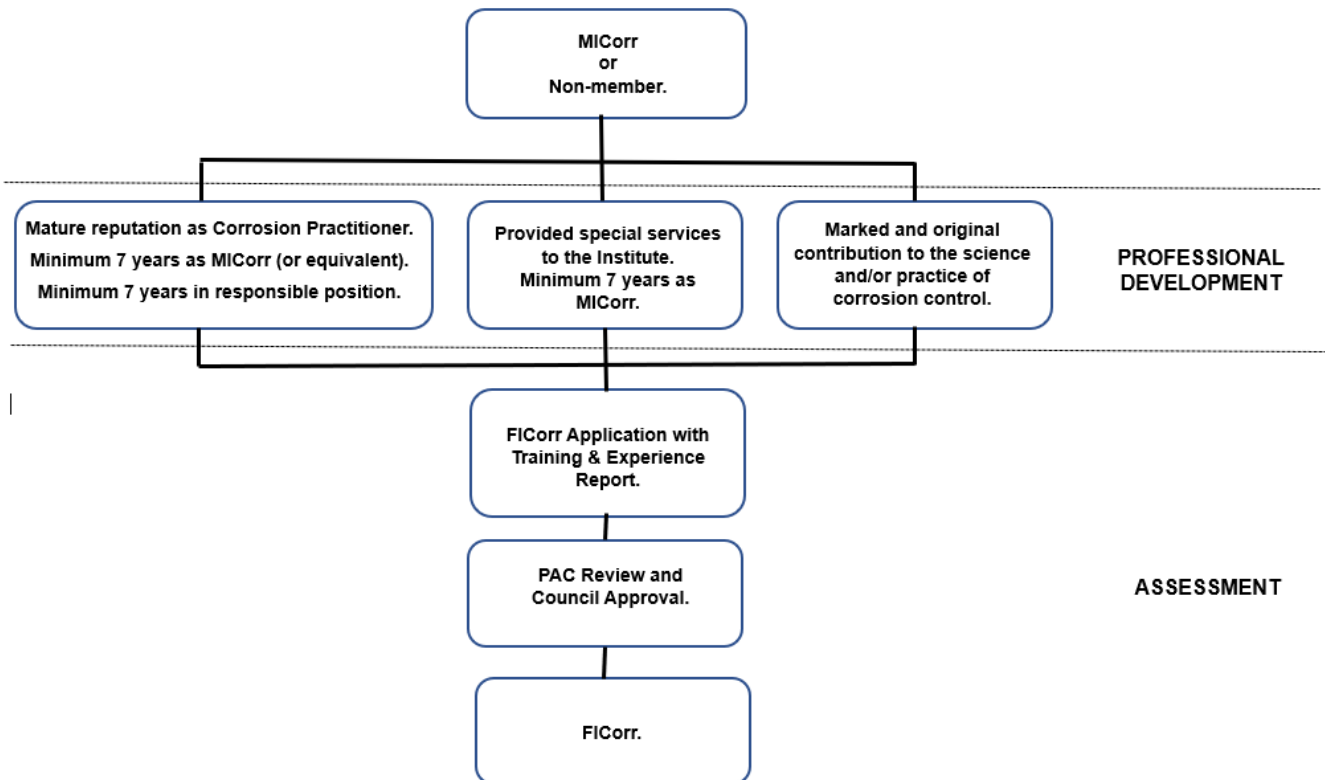 MICorr
or
Non-member.
Mature reputation as Corrosion Practitioner.
Minimum 7 years as MICorr (or equivalent).
Minimum 7 years in responsible position.
Provided special services
to the Institute.
Minimum 7 years as
MICorr.
Marked and original
contribution to the science
and/or practice of
corrosion control.
PROFESSIONAL
DEVELOPMENT
FICorr Application with
Training & Experience
Report.
PAC Review and
Council Approval.
ASSESSMENT
FICorr.